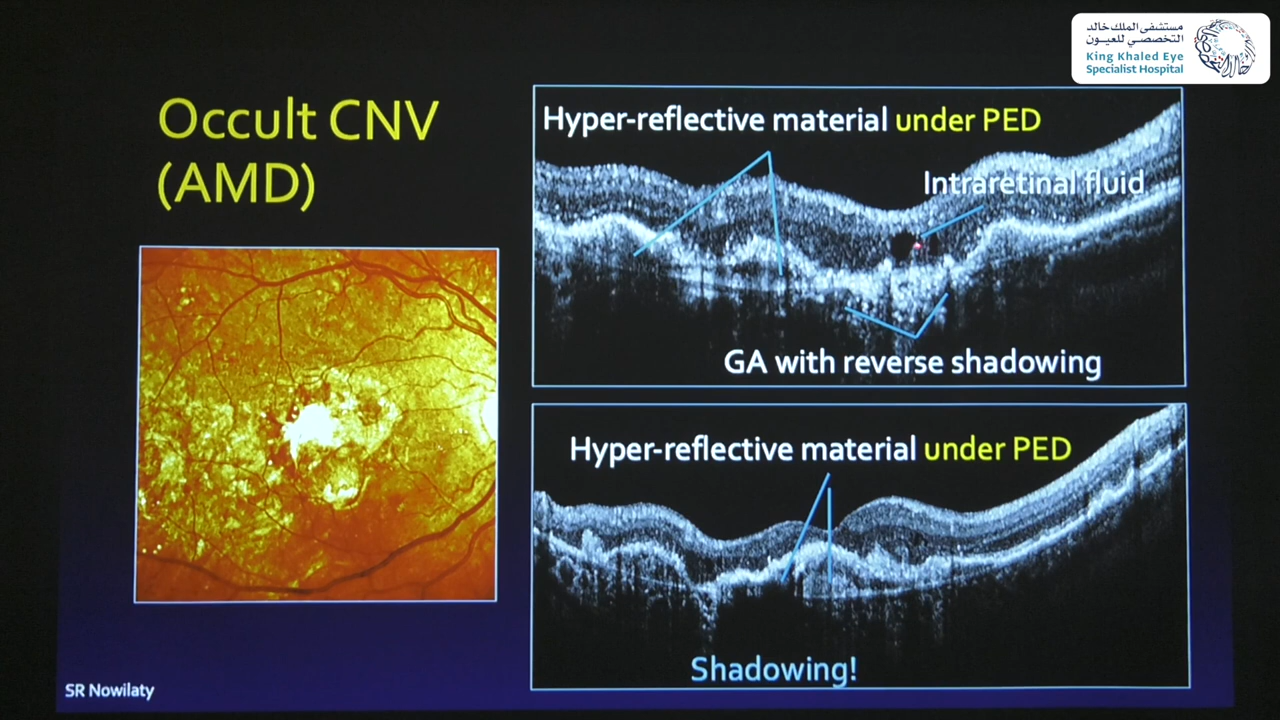 مستشفى الملك خالد
التخصصي للعيون
King Khaled Eye
Specialist Hospital
Occult CNV
(AMD)
Hyper-reflective material under PED
Intraretinal fluid
GA with reverse shadowing
Hyper-reflective material under PED
Shadowing!
SR Nowilaty